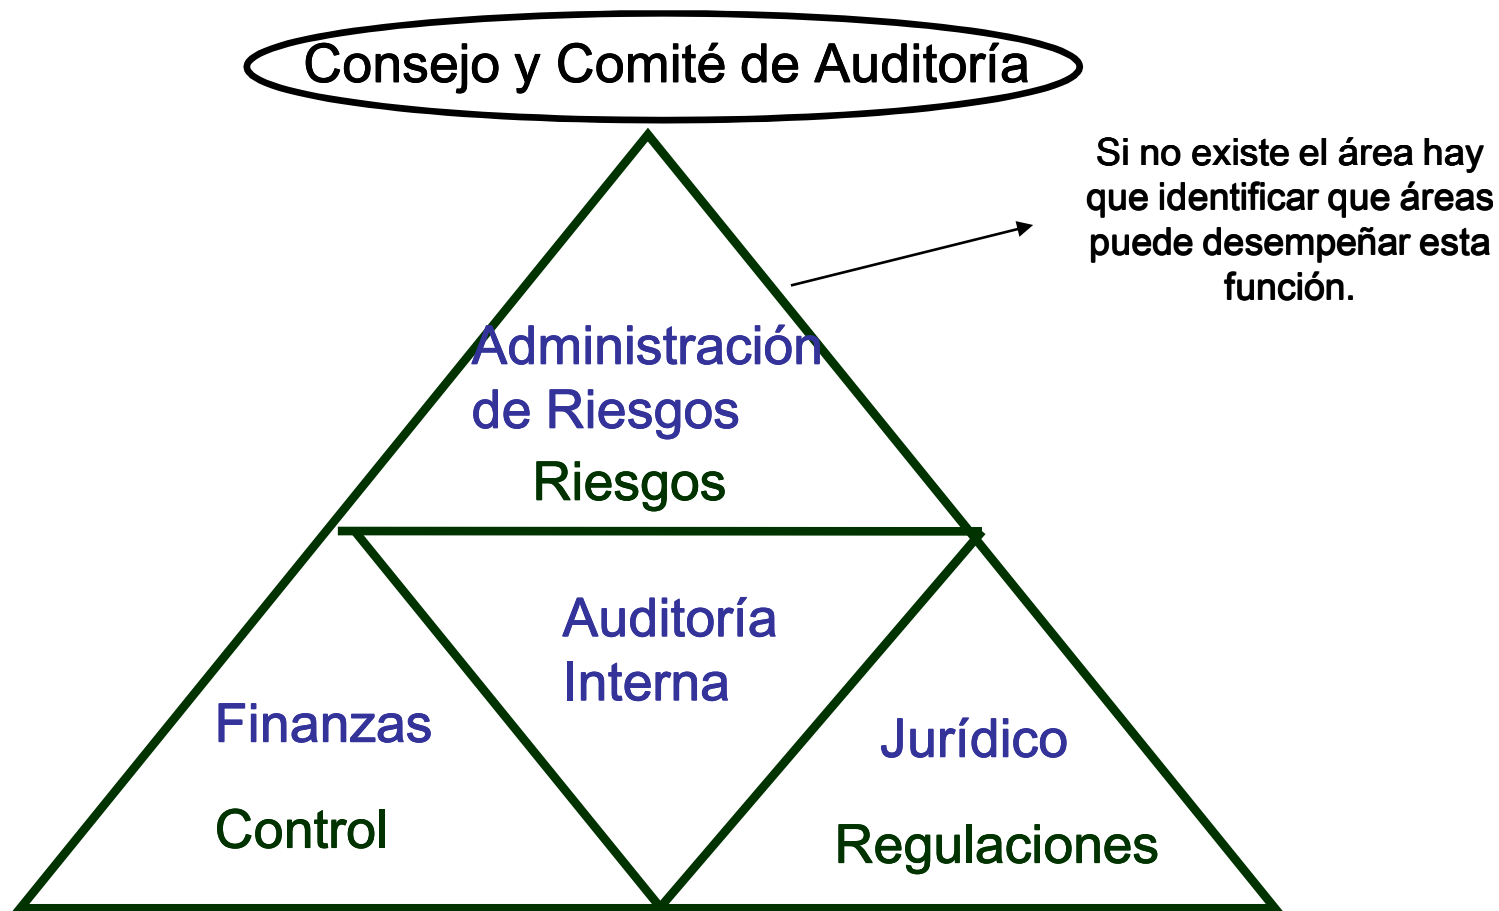 Consejo y Comité de Auditoría
Si no existe el área hay
que identificar que áreas
puede desempeñar esta
función.
Administración
de Riesgos
Riesgos
Auditoría
Interna
Finanzas
Control
Jurídico
Regulaciones